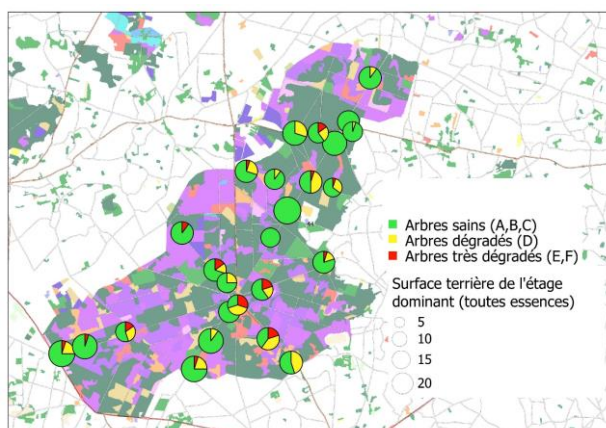 Arbres sains (A,B,C)
Arbres dégradés (D)
Arbres très dégradés (E,F)
Surface terrière de l'étage
dominant (toutes essences)
5
10
15
20